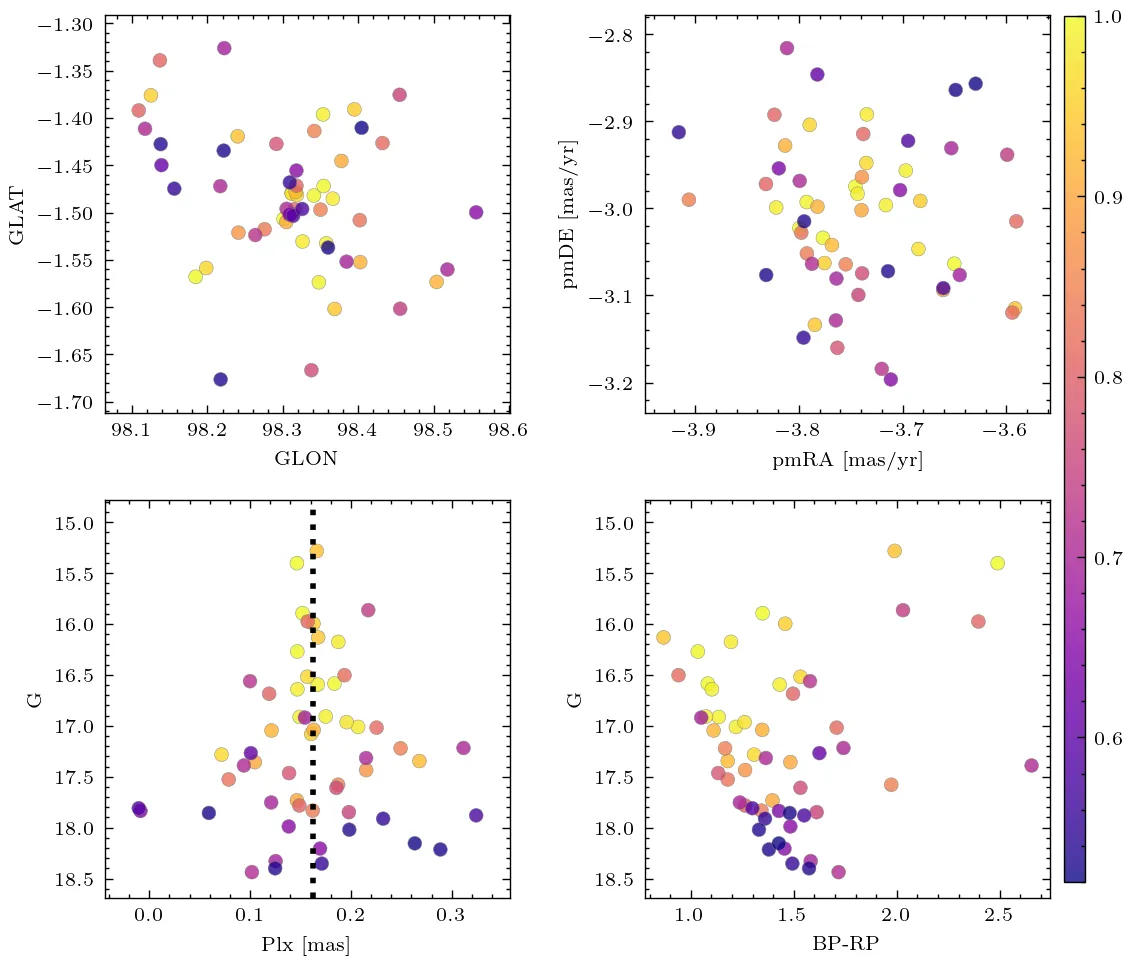 −1.30
−1.35
−1.40
−1.45
−1.50
−1.55
−1.60
−1.65
−1.70
GLAT
98.1 98.2 98.3 98.4 98.5 98.6
GLON
−2.8
−2.9
−3.0
−3.1
−3.2
pmDE [mas/yr]
−3.9 −3.8 −3.7 −3.6
pmRA [mas/yr]
1.0
0.9
0.8
0.7
0.6
15.0
15.5
16.0
16.5
17.0
17.5
18.0
18.5
G
0.0 0.1 0.2 0.3
Plx [mas]
15.0
15.5
16.0
16.5
17.0
17.5
18.0
18.5
G
1.0 1.5 2.0 2.5
BP-RP